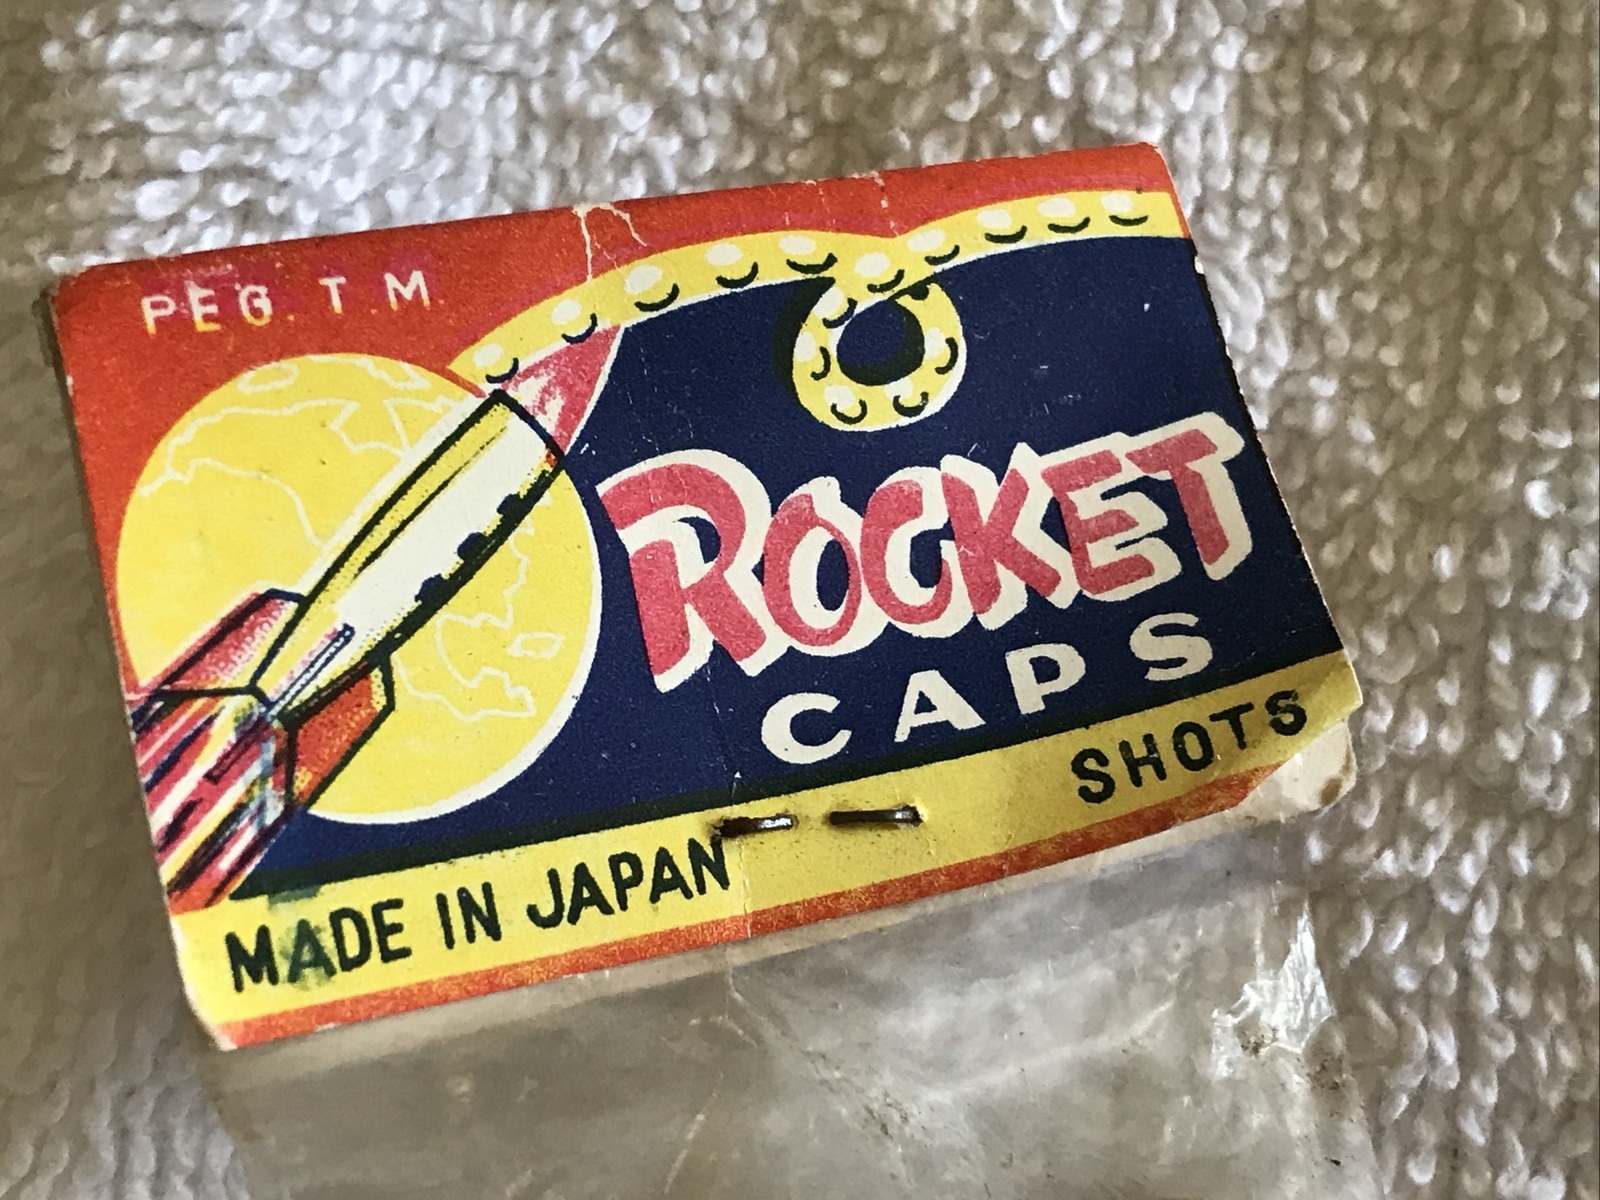 PEG. T. M.
ROCKET
CAPS
SHOTS
MADE IN JAPAN